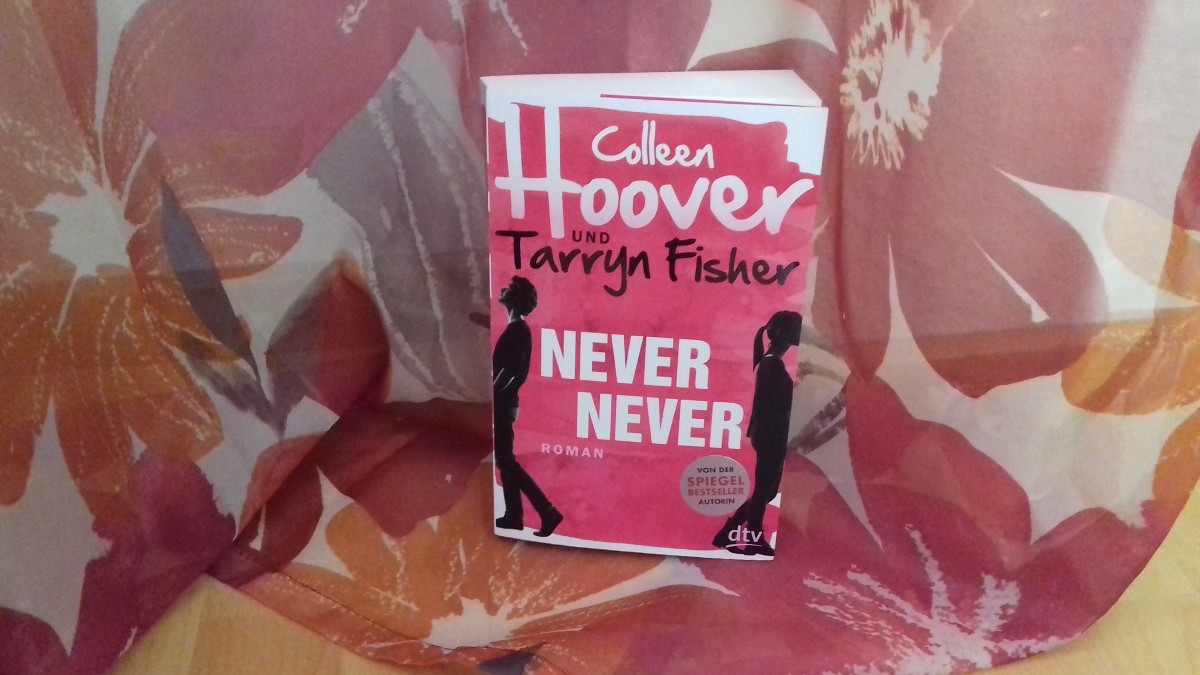 Colleen
Hoover
UND
Tarryn Fisher
NEVER
NEVER
ROMAN
VON DER
SPIEGEL
BESTSELLER
AUTORIN
dtv